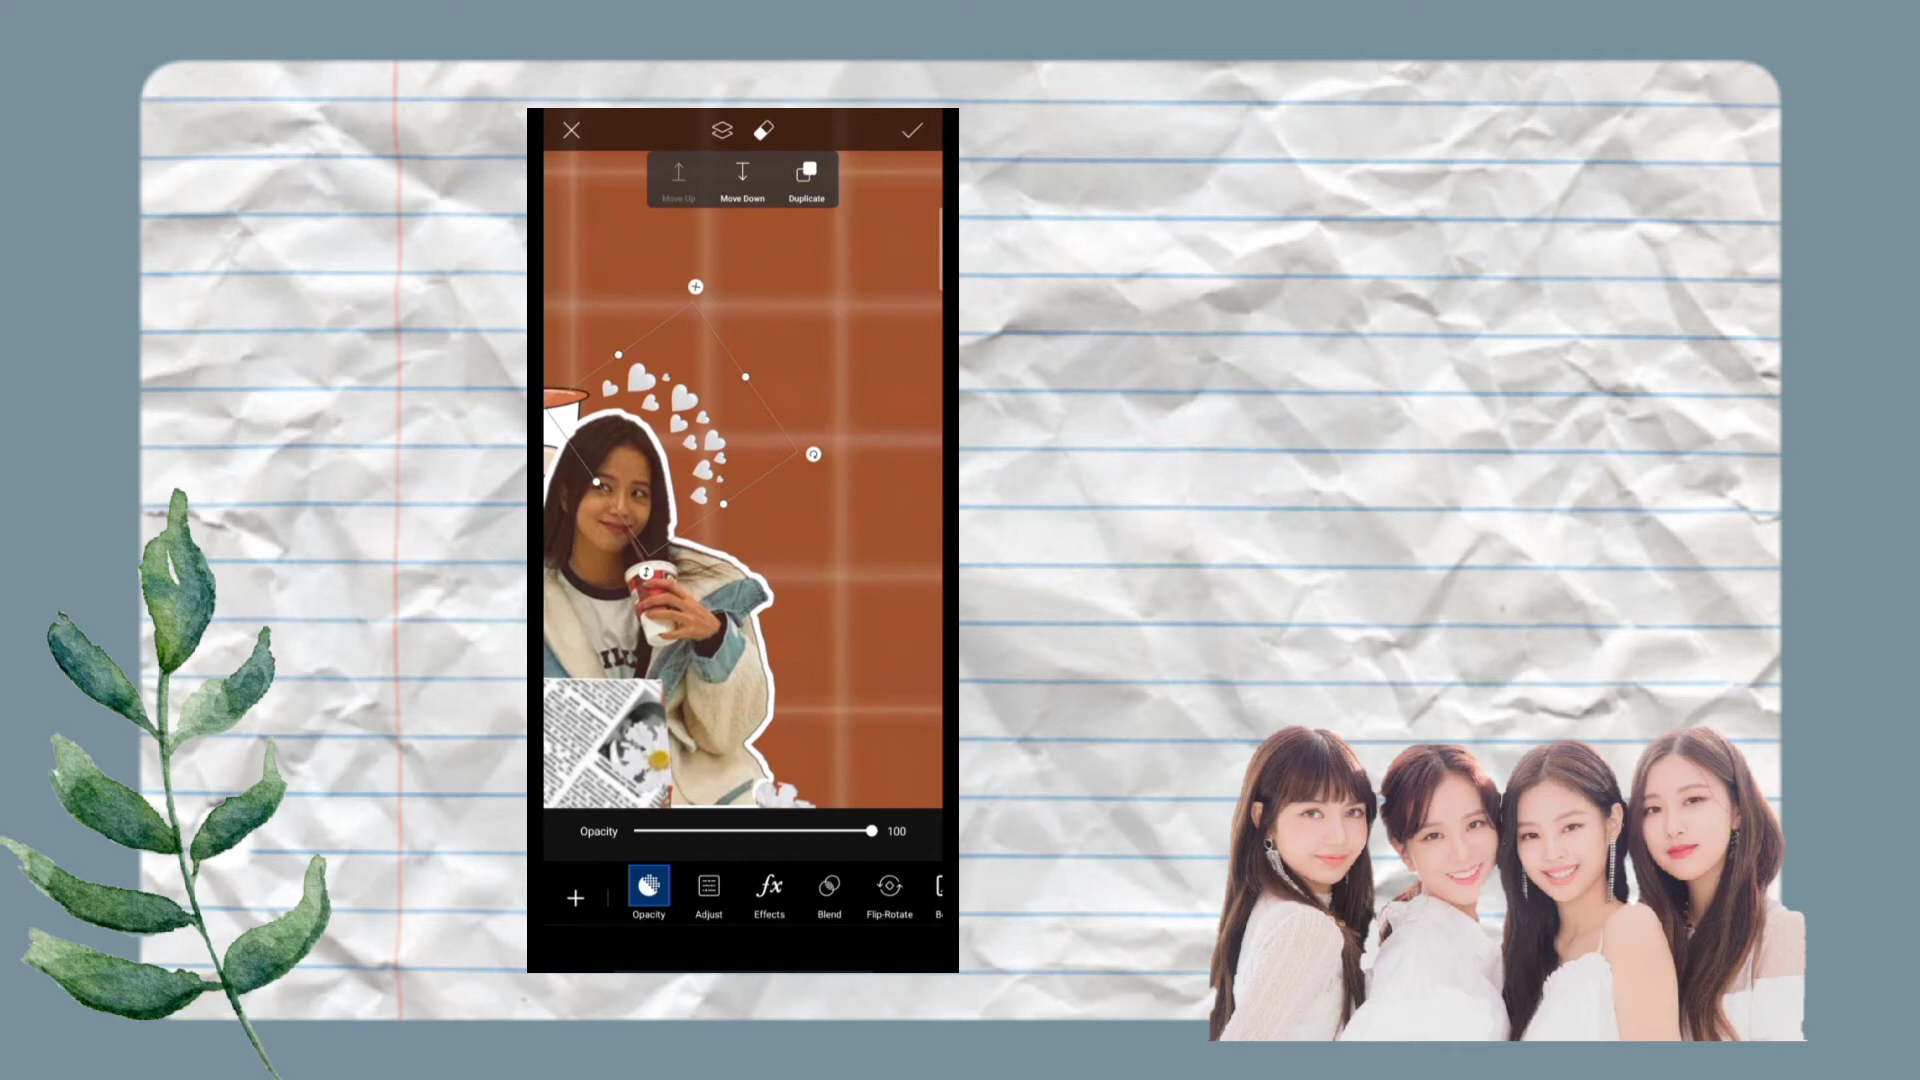 Move Up
Move Down
Duplicate
Opacity
100
Opacity
Adjust
Effects
Blend
Flip-Rotate